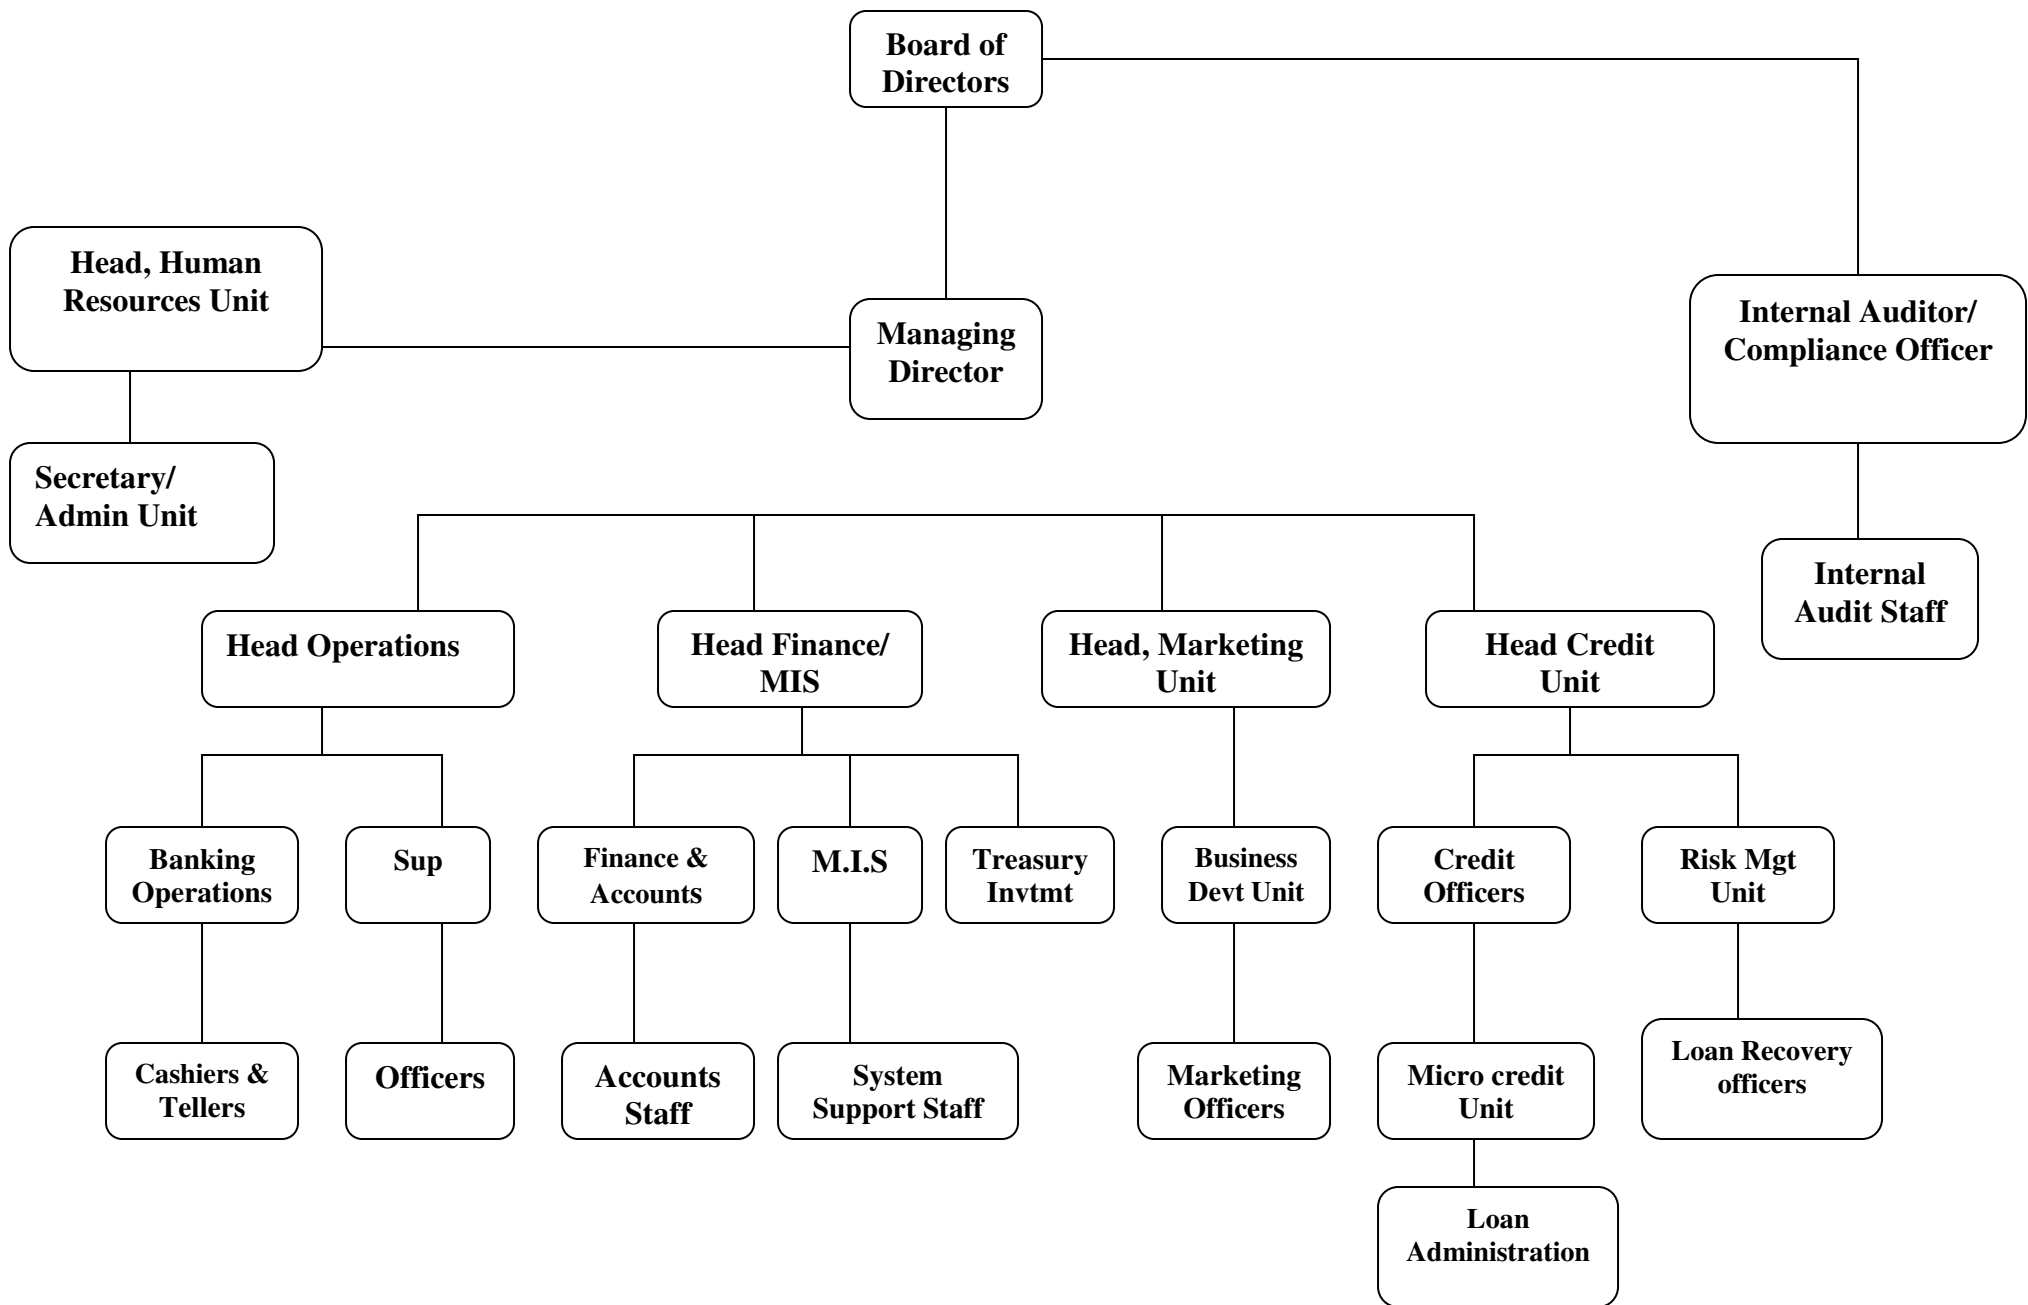 Board of
Directors
Head, Human
Resources Unit
Managing
Director
Internal Auditor/
Compliance Officer
Secretary/
Admin Unit
Internal
Audit Staff
Head Operations
Head Finance/
MIS
Head, Marketing
Unit
Head Credit
Unit
Banking
Operations
Sup
Finance &
Accounts
M.I.S
Treasury
Invtmt
Business
Devt Unit
Credit
Officers
Risk Mgt
Unit
Cashiers &
Tellers
Officers
Accounts
Staff
System
Support Staff
Marketing
Officers
Micro credit
Unit
Loan Recovery
officers
Loan
Administration